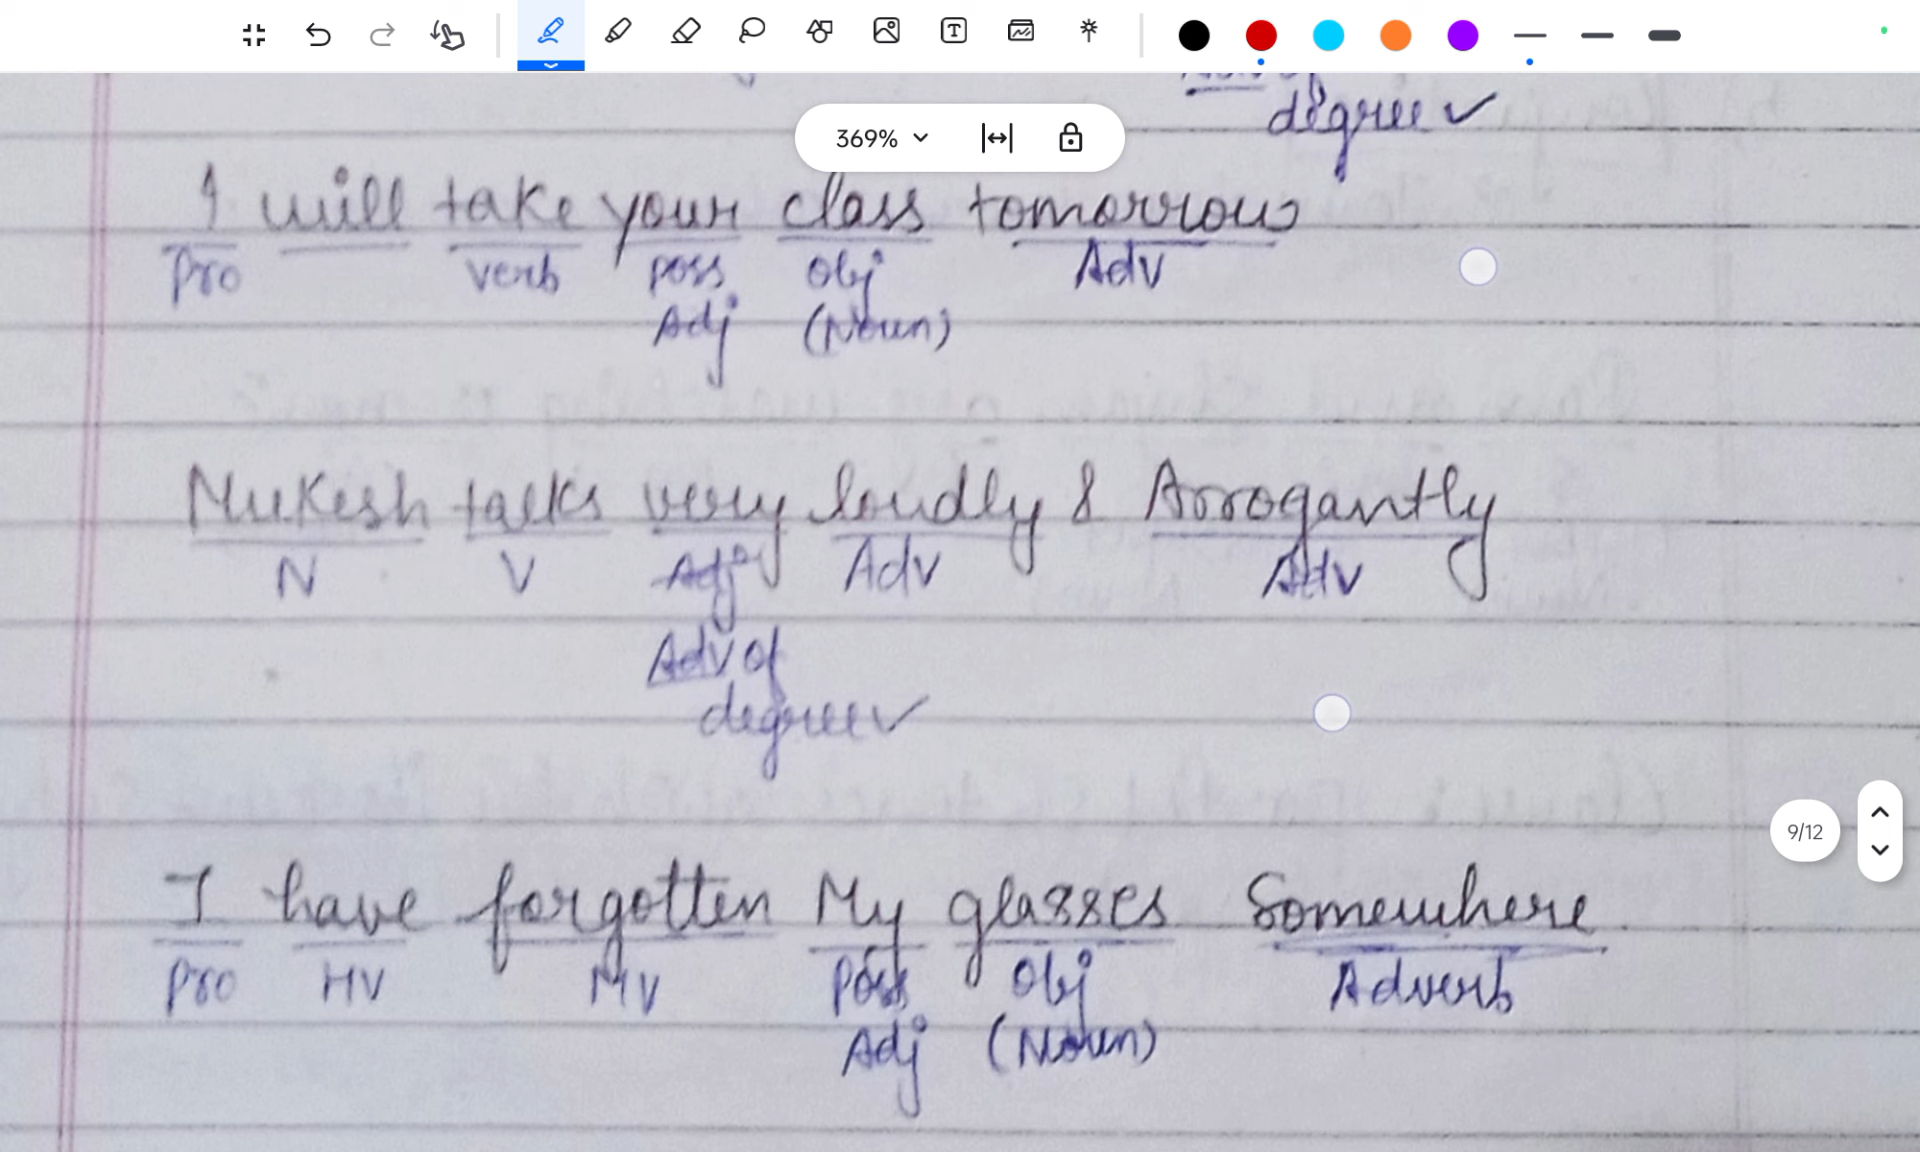 369%
degree ✓
I will take your class tomorrow
Pro verb poss Obj Adv
Adj (Noun)
Mukesh talks very loudly & Arrogantly
N V Adj Adv Adv
Adv of
degree ✓
9/12
I have forgotten My glasses Somewhere.
Pro HV MV Poss Obj Adverb
Adj (Noun)